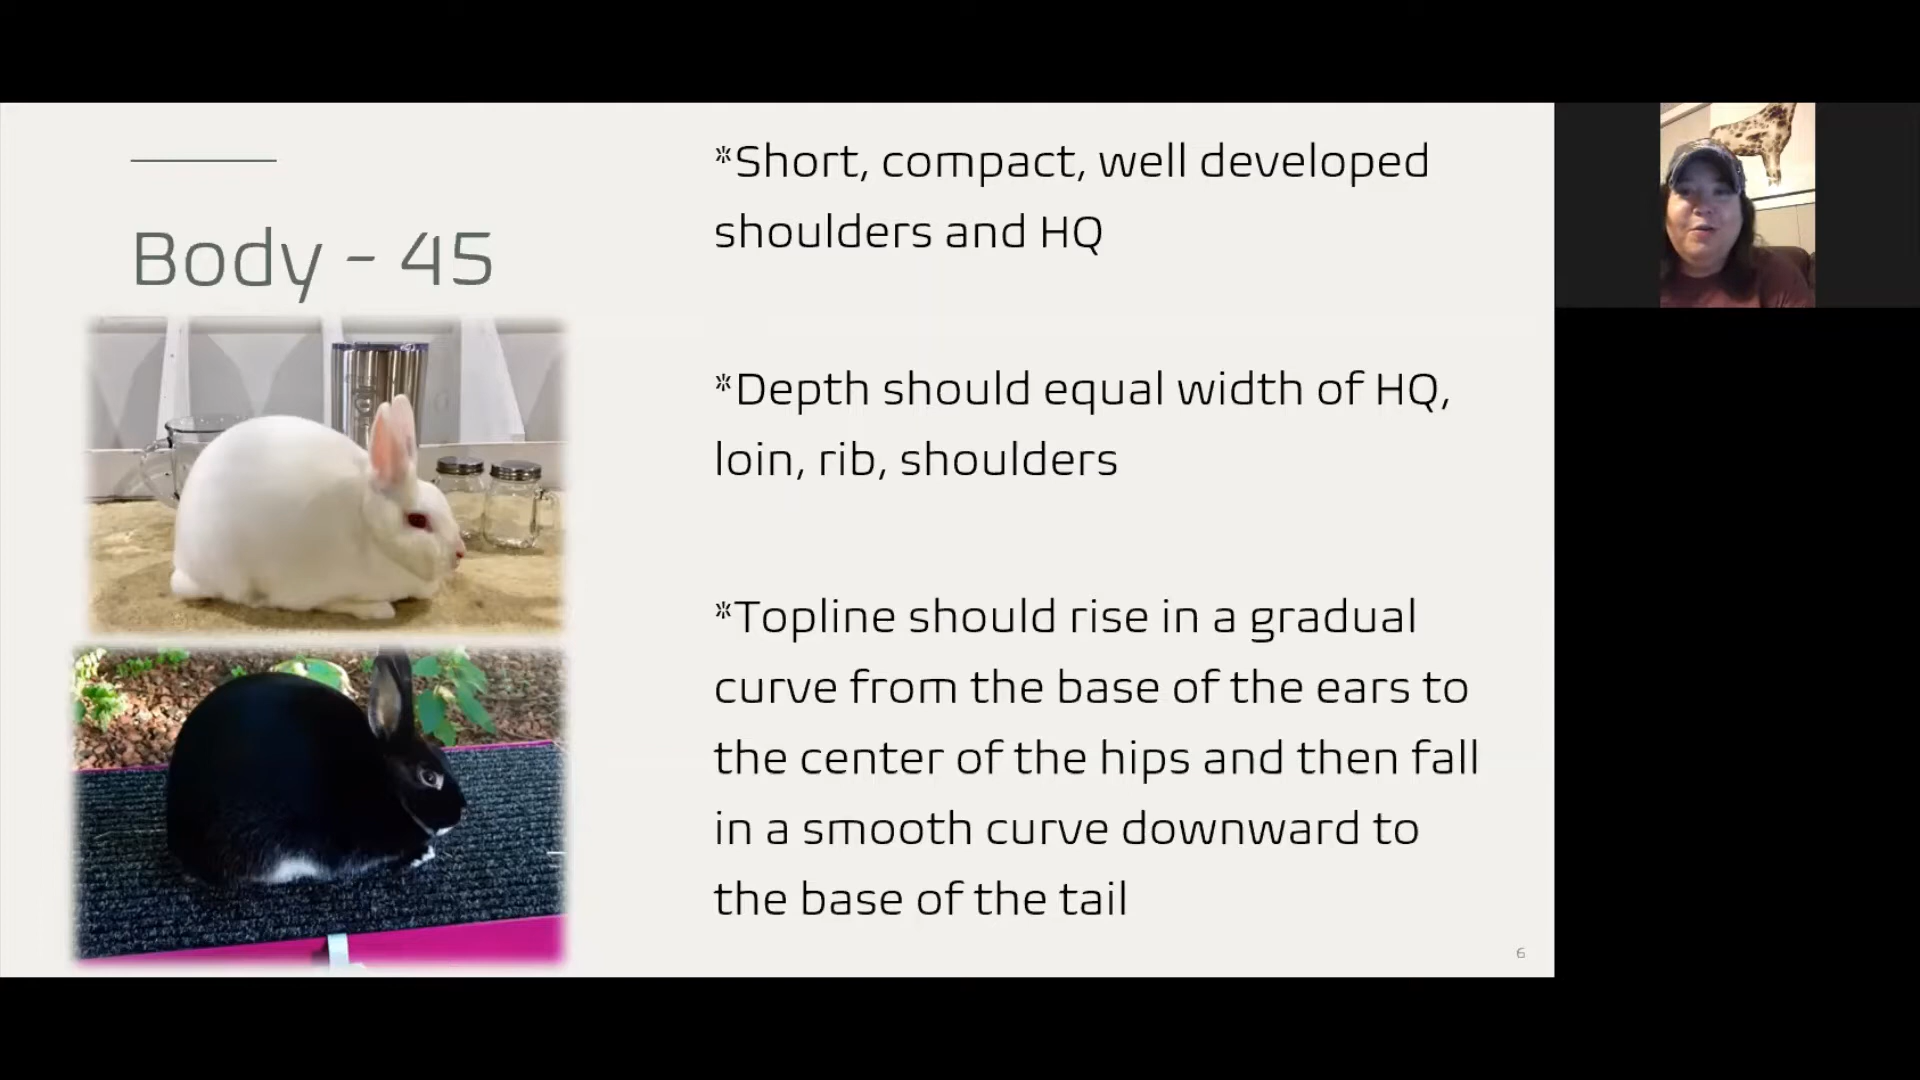 Body - 45
*Short, compact, well developed
shoulders and HQ
*Depth should equal width of HQ,
loin, rib, shoulders
*Topline should rise in a gradual
curve from the base of the ears to
the center of the hips and then fall
in a smooth curve downward to
the base of the tail
6